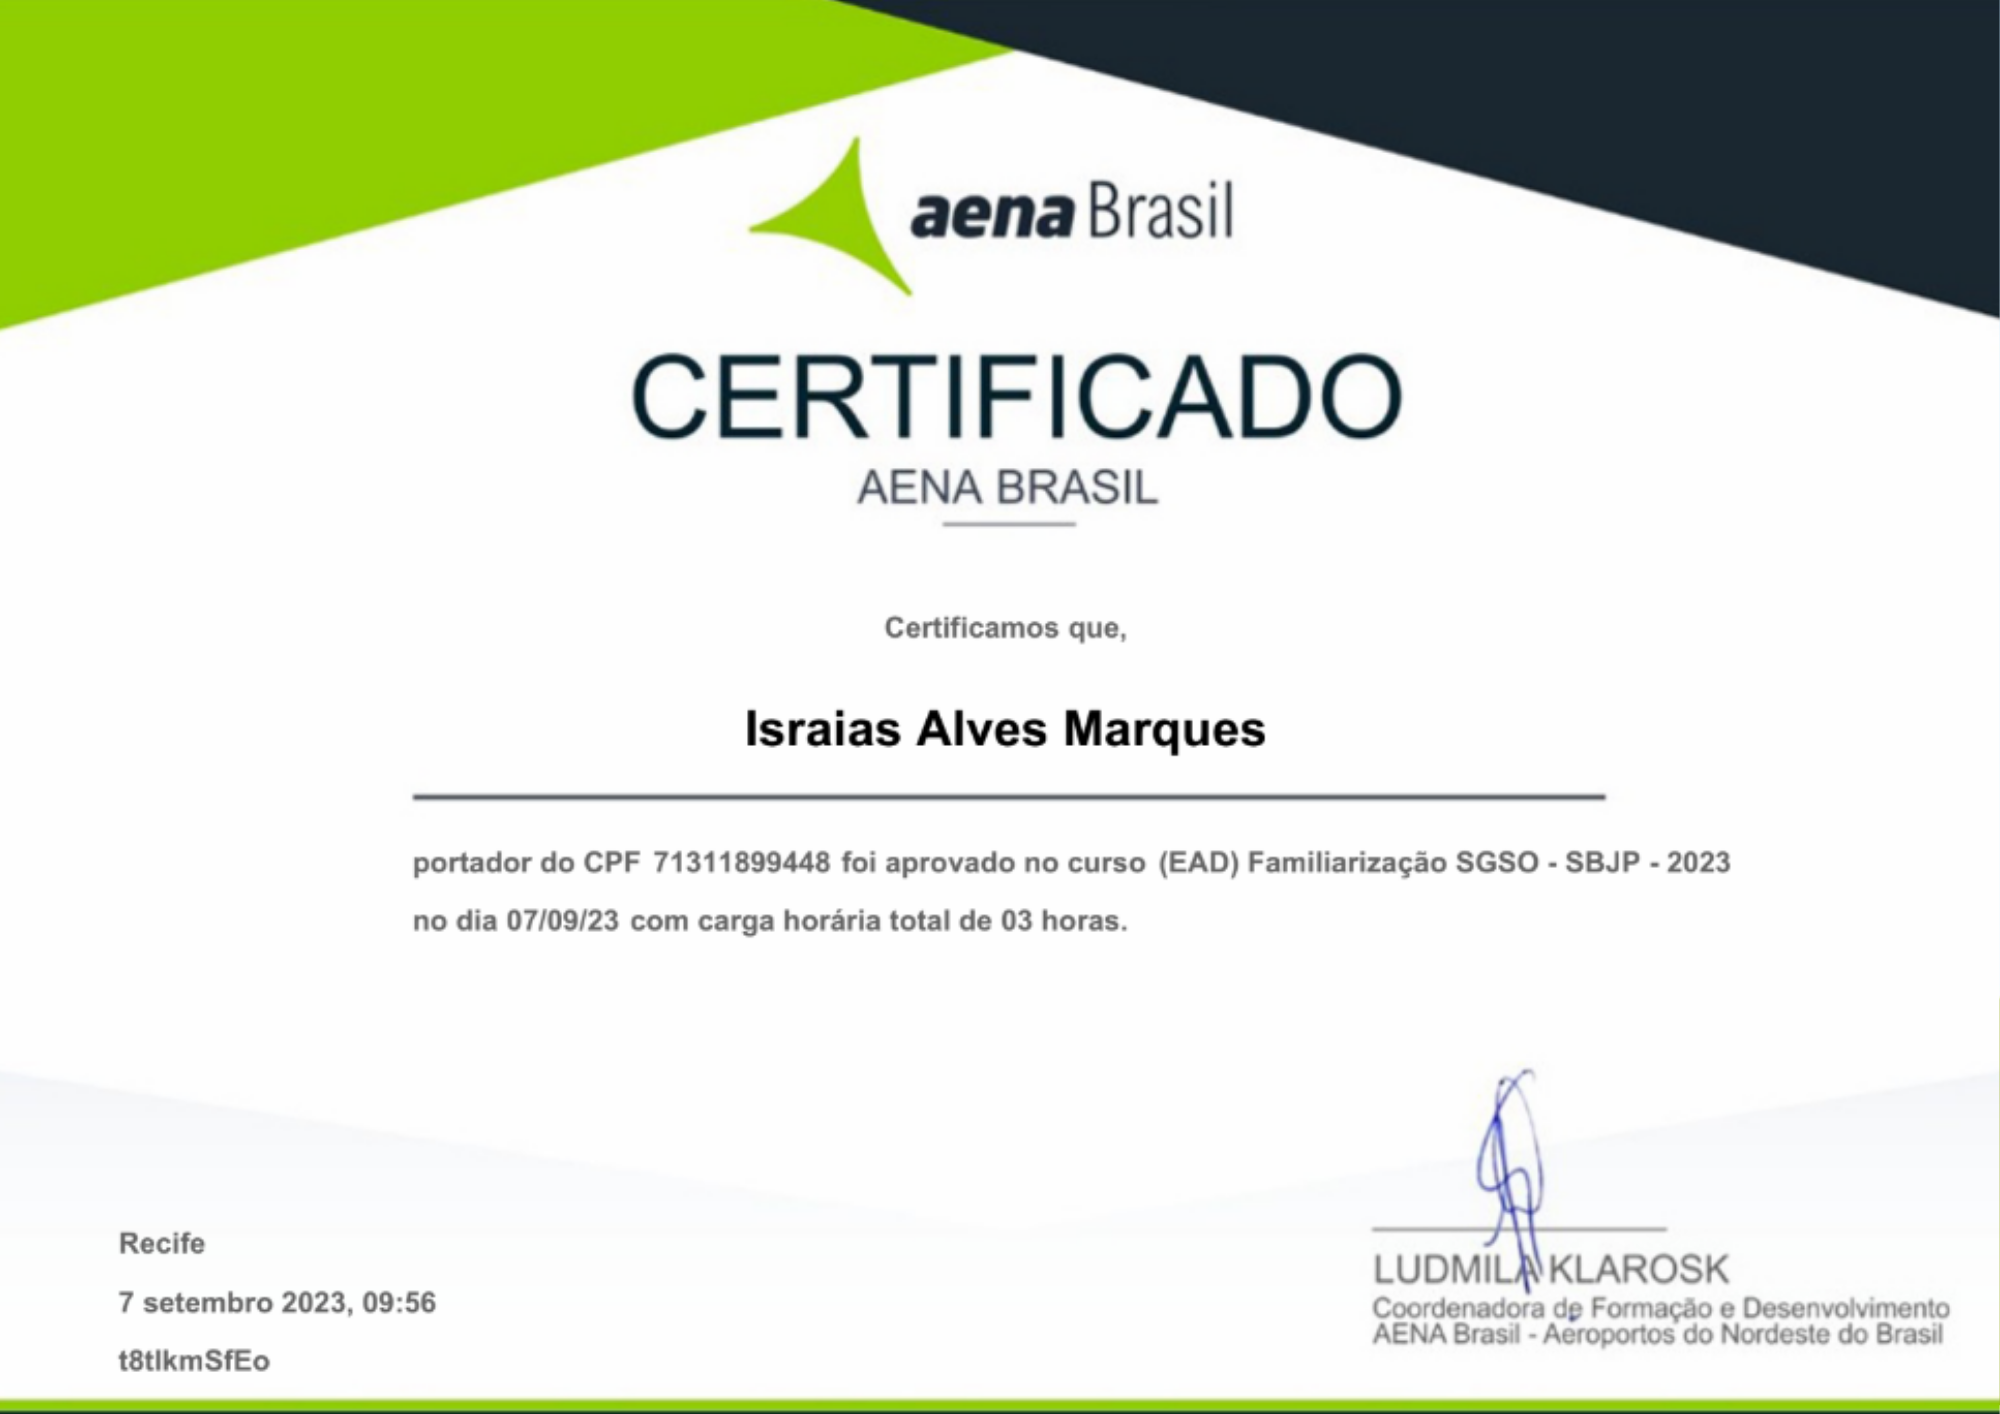 aena Brasil
CERTIFICADO
AENA BRASIL
Certificamos que,
Israias Alves Marques
portador do CPF 71311899448 foi aprovado no curso (EAD) Familiarização SGSO - SBJP - 2023
no dia 07/09/23 com carga horária total de 03 horas.
Recife
7 setembro 2023, 09:56
t8tlkmSfEo
LUDMILA KLAROSK
Coordenadora de Formação e Desenvolvimento
AENA Brasil - Aeroportos do Nordeste do Brasil